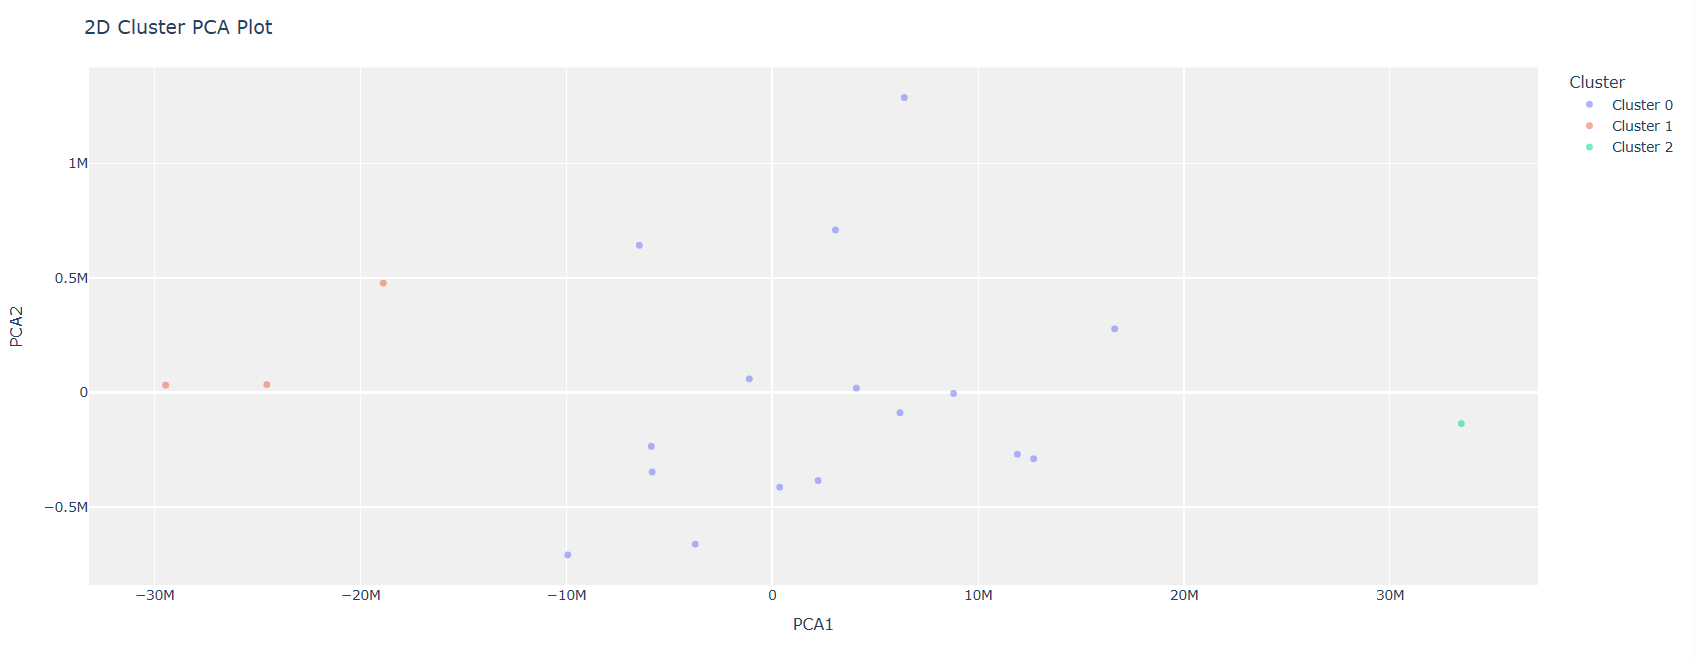 2D Cluster PCA Plot
Cluster
Cluster 0
Cluster 1
Cluster 2
1M
0.5M
0
−0.5M
PCA2
−30M −20M −10M 0 10M 20M 30M
PCA1